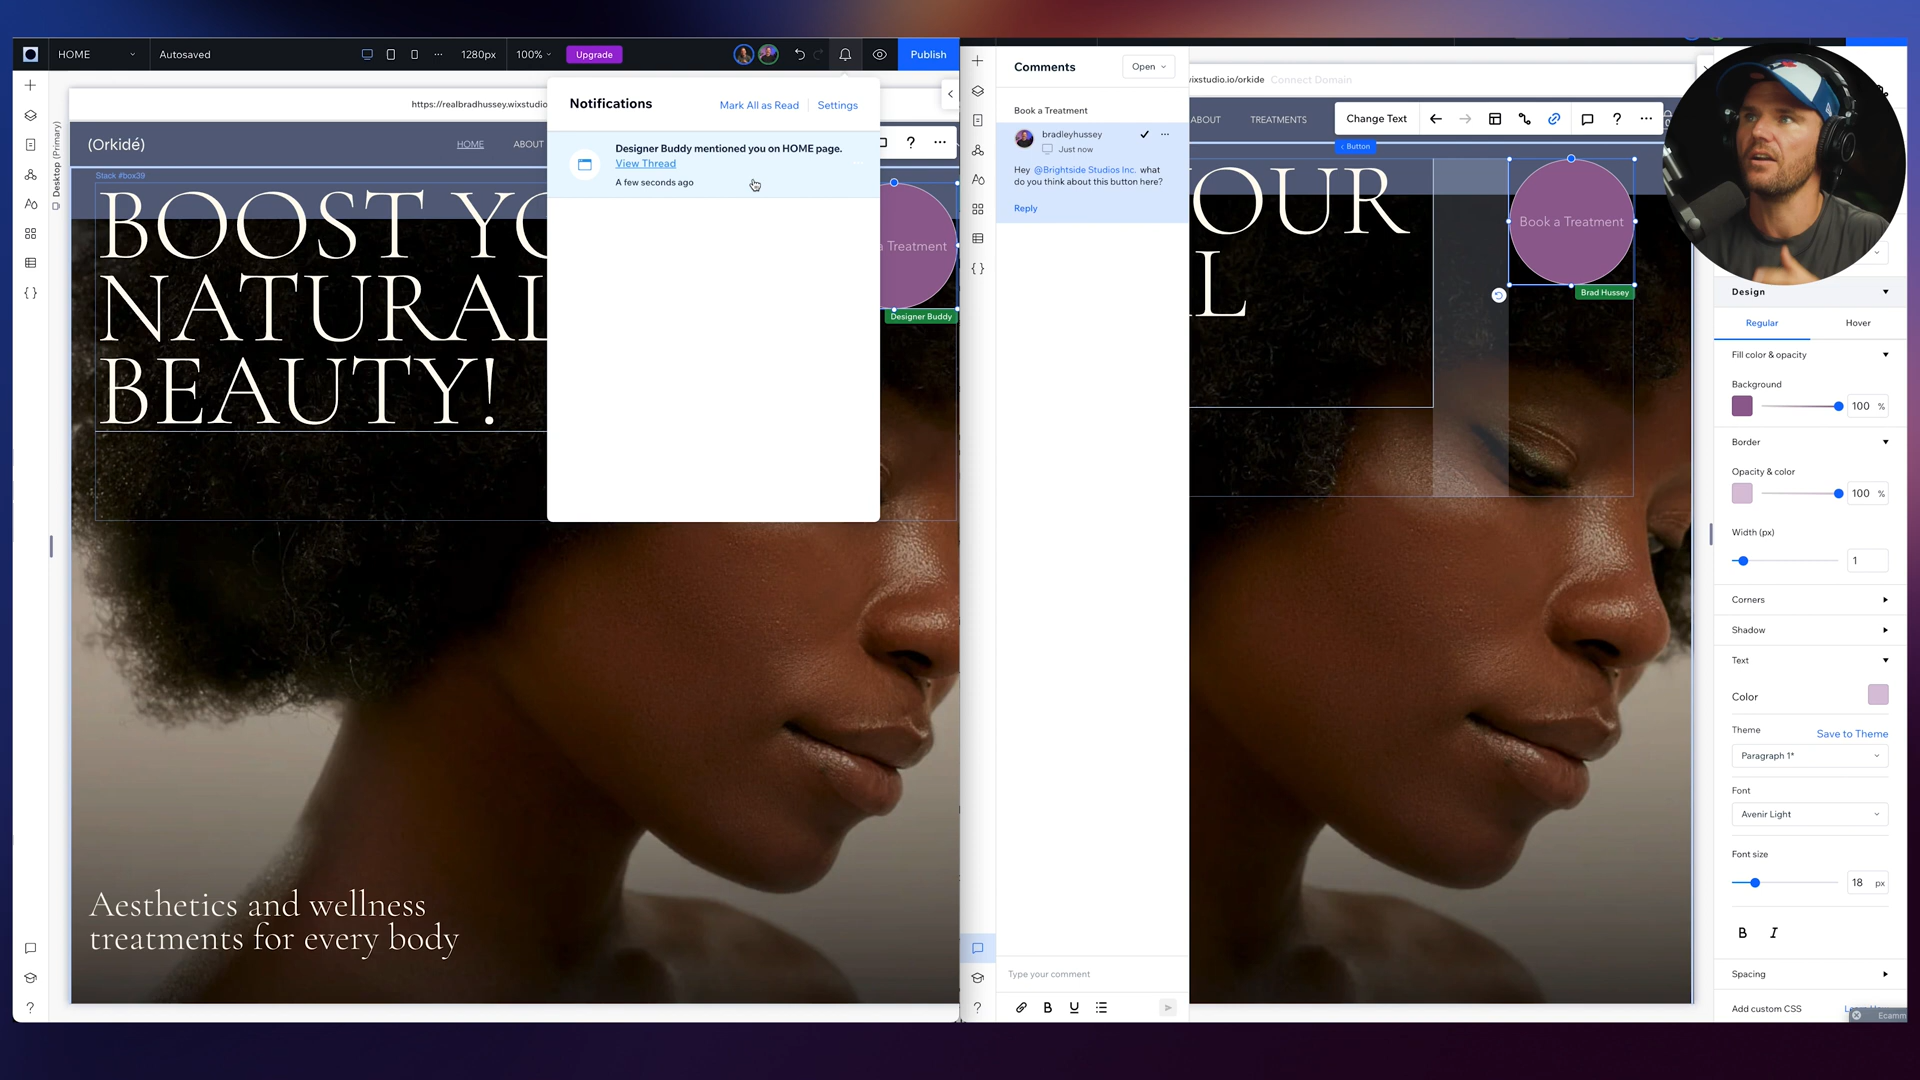 HOME
Autosaved
1280px
100%
Upgrade
Publish
https://realbradhussey.wixstudio
Desktop (Primary)
(Orkidé)
HOME
ABOUT
Stack #box39
BOOST YO
NATURAL
BEAUTY!
a Treatment
Designer Buddy
Aesthetics and wellness
treatments for every body
Notifications
Mark All as Read
Settings
Designer Buddy mentioned you on HOME page.
View Thread
A few seconds ago
Comments
Open
Book a Treatment
bradleyhussey
Just now
Hey @Brightside Studios Inc. what
do you think about this button here?
Reply
Type your comment
B
wixstudio.io/orkide
Connect Domain
ABOUT
TREATMENTS
Change Text
< Button
OUR
L
Book a Treatment
Brad Hussey
Design
Regular
Hover
Fill color & opacity
Background
100 %
Border
Opacity & color
100 %
Width (px)
1
Corners
Shadow
Text
Color
Theme
Save to Theme
Paragraph 1*
Font
Avenir Light
Font size
18 px
B I
Spacing
Add custom CSS
Ecamm